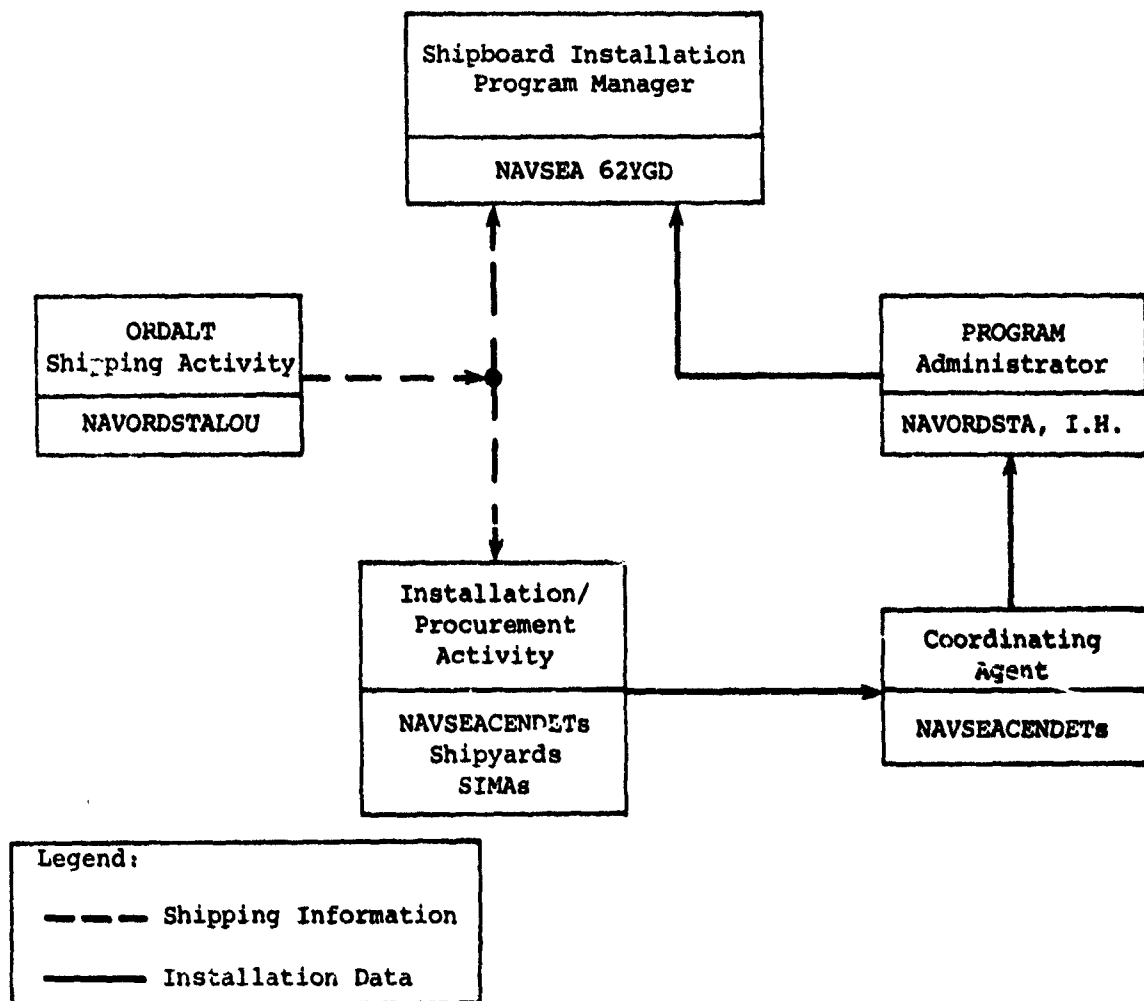 Shipboard Installation
Program Manager
NAVSEA 62YGD
ORDALT
Shipping Activity
NAVORDSTALOU
PROGRAM
Administrator
NAVORDSTA, I.H.
Installation/
Procurement
Activity
NAVSEACENDETs
Shipyards
SIMAs
Coordinating
Agent
NAVSEACENDETs
Legend:
Shipping Information
Installation Data